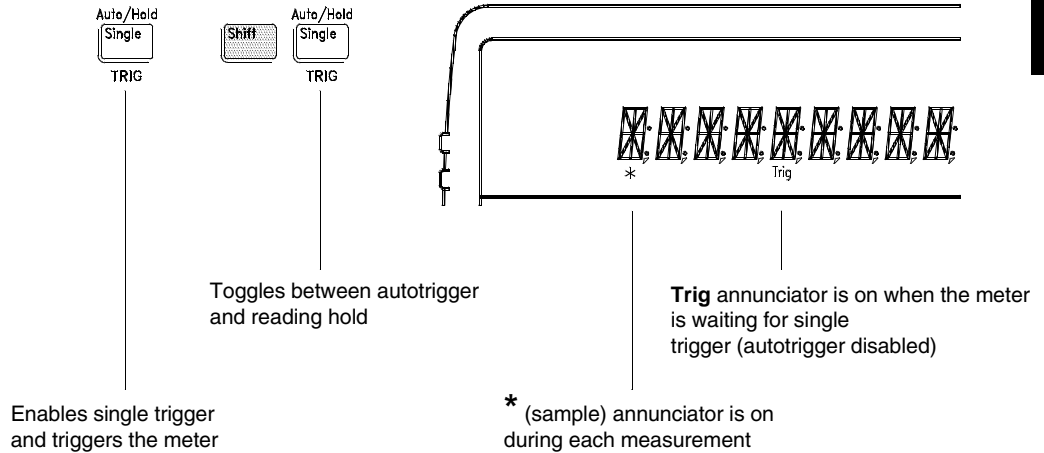 Auto/Hold
Single
TRIG
Shift
Auto/Hold
Single
TRIG
*
Trig
Toggles between autotrigger
and reading hold
Trig annunciator is on when the meter
is waiting for single
trigger (autotrigger disabled)
Enables single trigger
and triggers the meter
* (sample) annunciator is on
during each measurement